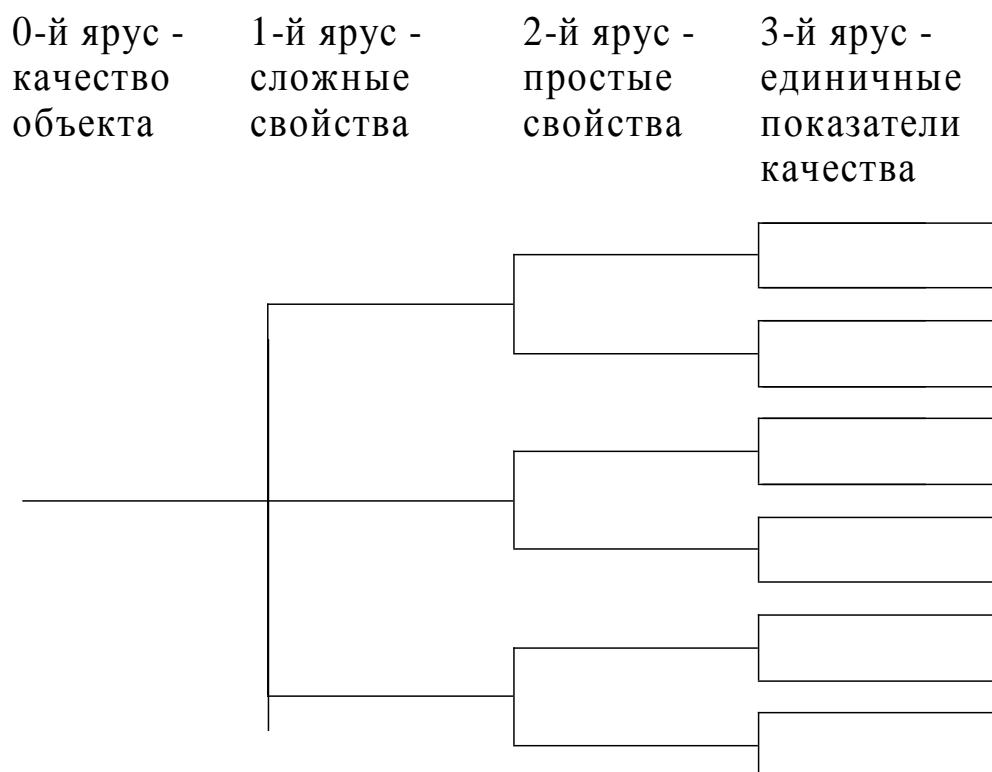 0-й ярус -
качество
объекта
1-й ярус -
сложные
свойства
2-й ярус -
простые
свойства
3-й ярус -
единичные
показатели
качества